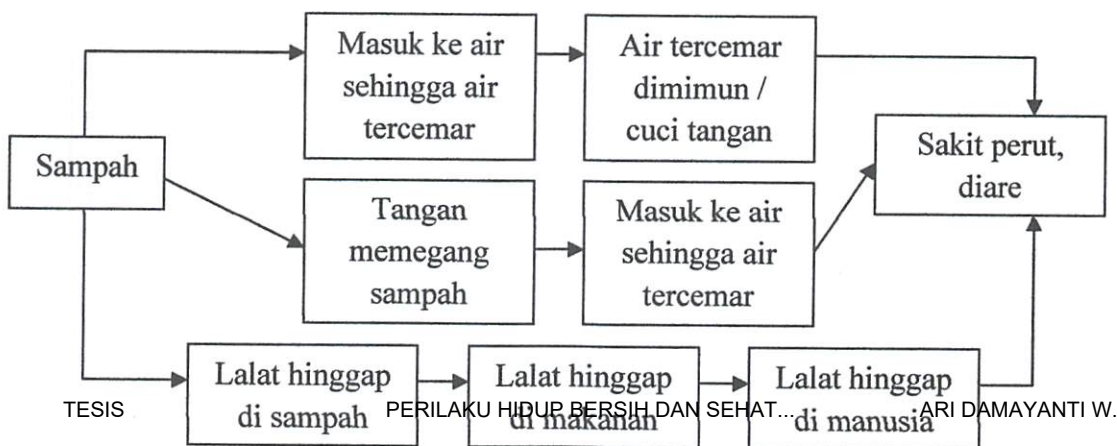 Masuk ke air
sehingga air
tercemar
Air tercemar
dimimun /
cuci tangan
Sampah
Sakit perut,
diare
Tangan
memegang
sampah
Masuk ke air
sehingga air
tercemar
Lalat hinggap
di sampah
Lalat hinggap
di makanan
Lalat hinggap
di manusia
TESIS
PERILAKU HIDUP BERSIH DAN SEHAT...
ARI DAMAYANTI W.